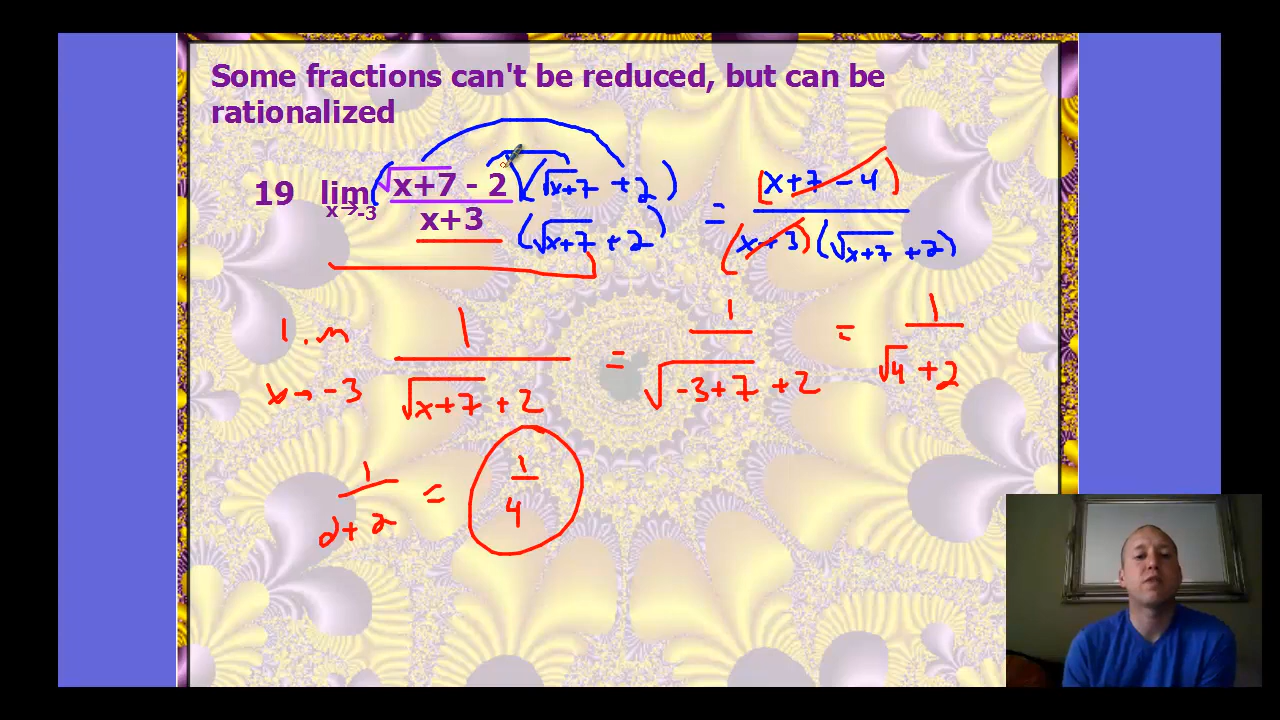 Some fractions can't be reduced, but can be
rationalized
19 lim x→-3 (√x+7 - 2)(√x+7 + 2) / x+3 (√x+7 + 2) = (x+7 - 4) / (x+3)(√x+7 + 2)
lim x→-3 1 / √x+7 + 2 = 1 / √-3+7 + 2 = 1 / √4 + 2
1 / 2+2 = 1 / 4